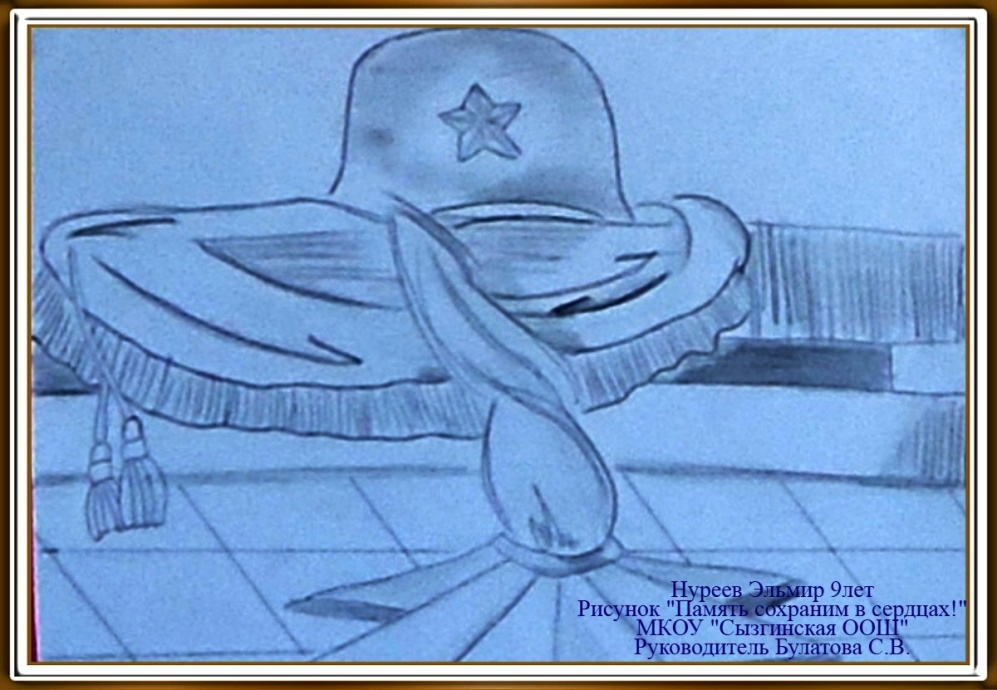 Нуреев Эльмир 9лет
Рисунок "Память сохраним в сердцах!"
МКОУ "Сызгинская ООШ"
Руководитель Булатова С.В.